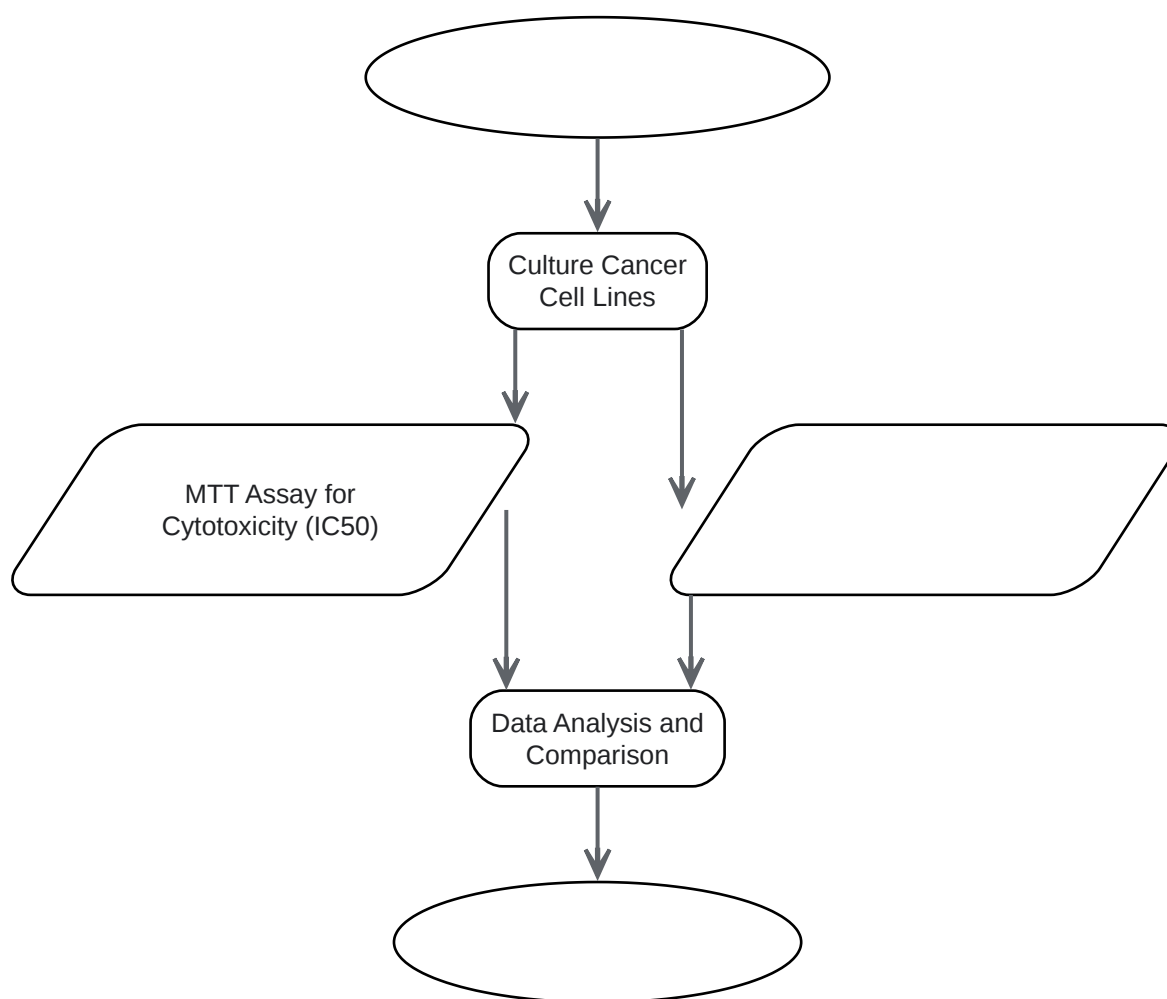 Culture Cancer
Cell Lines
MTT Assay for
Cytotoxicity (IC50)
Data Analysis and
Comparison